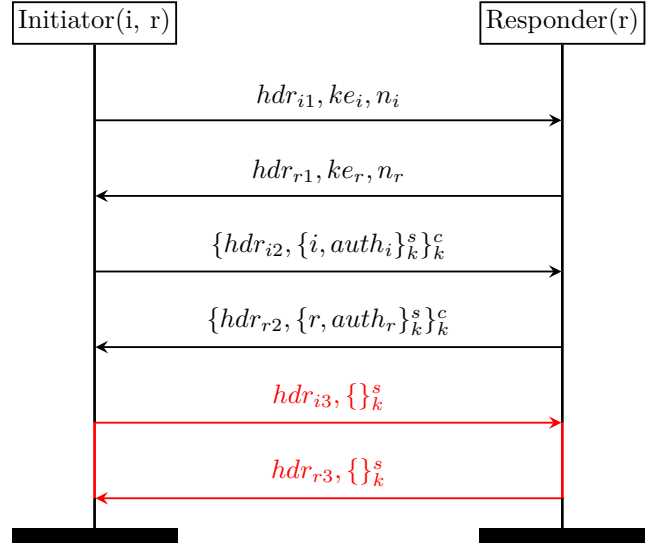 Initiator(i, r) Responder(r)
hdr_{i1}, ke_i, n_i
hdr_{r1}, ke_r, n_r
{hdr_{i2}, {i, auth_i}^s_k}^c_k
{hdr_{r2}, {r, auth_r}^s_k}^c_k
hdr_{i3}, {}^s_k
hdr_{r3}, {}^s_k